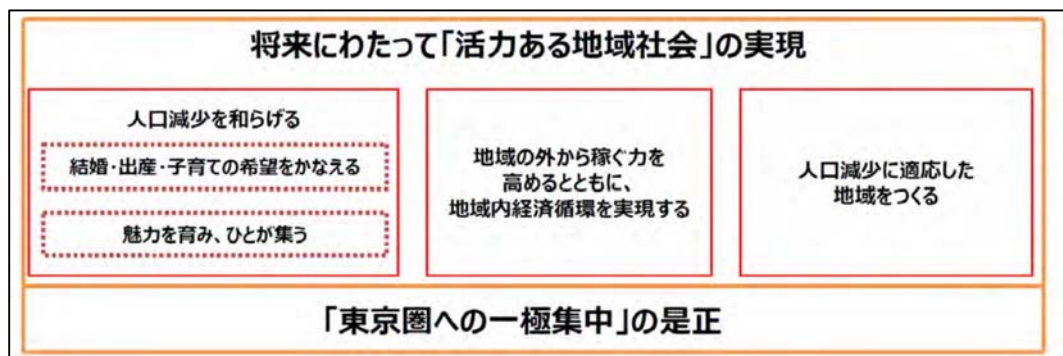 将来にわたって「活力ある地域社会」の実現
人口減少を和らげる
結婚・出産・子育ての希望をかなえる
魅力を育み、ひとが集う
地域の外から稼ぐ力を
高めるとともに、
地域内経済循環を実現する
人口減少に適応した
地域をつくる
「東京圏への一極集中」の是正